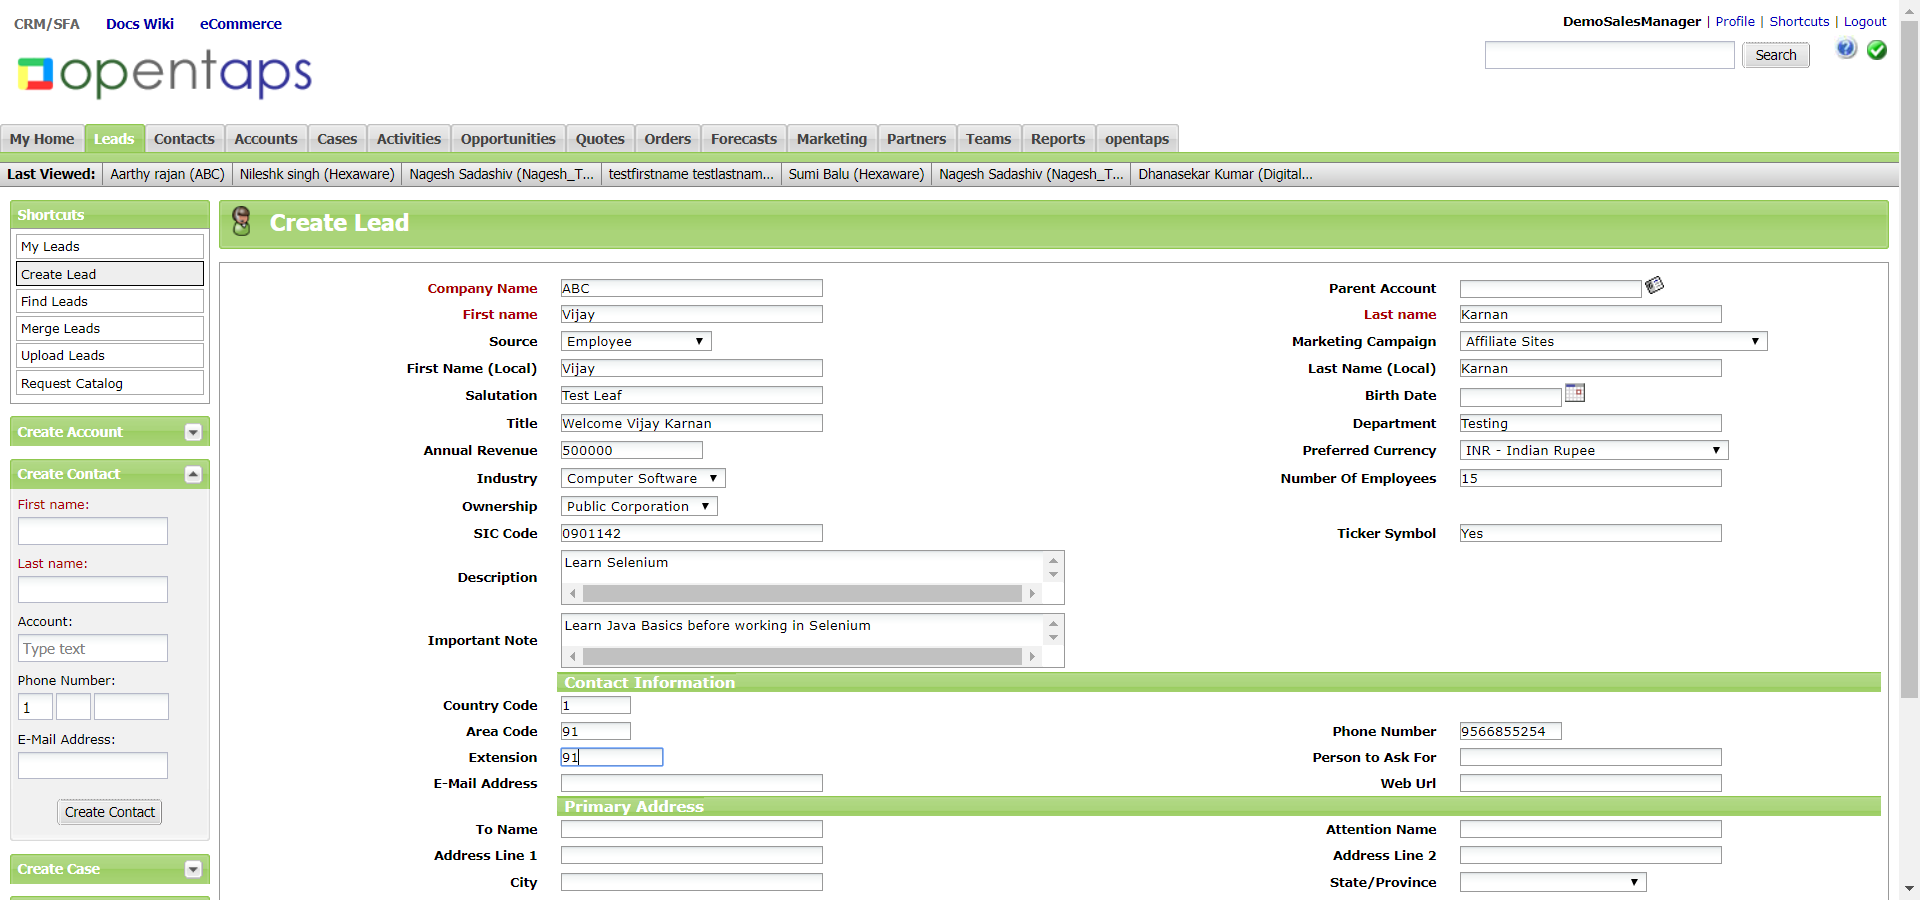 CRM/SFA Docs Wiki eCommerce
DemoSalesManager | Profile | Shortcuts | Logout
Search
opentaps
My Home Leads Contacts Accounts Cases Activities Opportunities Quotes Orders Forecasts Marketing Partners Teams Reports opentaps
Last Viewed: Aarthy rajan (ABC) Nileshk singh (Hexaware) Nagesh Sadashiv (Nagesh_T... testfirstname testlastnam... Sumi Balu (Hexaware) Nagesh Sadashiv (Nagesh_T... Dhanasekar Kumar (Digital...
Shortcuts
My Leads
Create Lead
Find Leads
Merge Leads
Upload Leads
Request Catalog
Create Account
Create Contact
First name:
Last name:
Account:
Type text
Phone Number:
1
E-Mail Address:
Create Contact
Create Case
Create Lead
Company Name ABC Parent Account
First name Vijay Last name Karnan
Source Employee Marketing Campaign Affiliate Sites
First Name (Local) Vijay Last Name (Local) Karnan
Salutation Test Leaf Birth Date
Title Welcome Vijay Karnan Department Testing
Annual Revenue 500000 Preferred Currency INR - Indian Rupee
Industry Computer Software Number Of Employees 15
Ownership Public Corporation
SIC Code 0901142 Ticker Symbol Yes
Description Learn Selenium
Important Note Learn Java Basics before working in Selenium
Contact Information
Country Code 1
Area Code 91 Phone Number 9566855254
Extension 91 Person to Ask For
E-Mail Address Web Url
Primary Address
To Name Attention Name
Address Line 1 Address Line 2
City State/Province